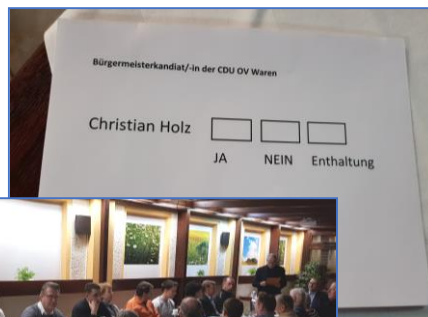 Bürgermeisterkandiat/-in der CDU OV Waren
Christian Holz
JA NEIN Enthaltung